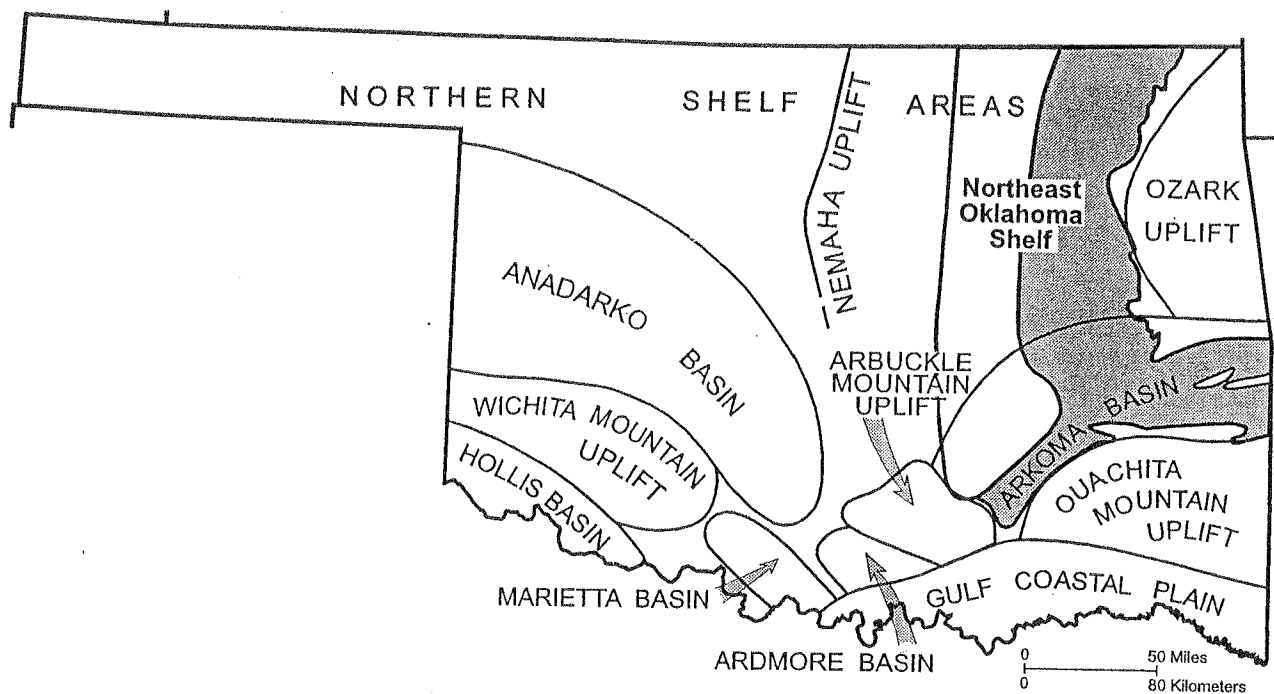 NORTHERN SHELF AREAS
NEMAHA UPLIFT
Northeast
Oklahoma
Shelf
OZARK
UPLIFT
ANADARKO
BASIN
ARBUCKLE
MOUNTAIN
UPLIFT
WICHITA MOUNTAIN
UPLIFT
HOLLIS BASIN
ARKOMA BASIN
OUACHITA
MOUNTAIN
UPLIFT
MARIETTA BASIN
GULF COASTAL PLAIN
ARDMORE BASIN
0 50 Miles
0 80 Kilometers